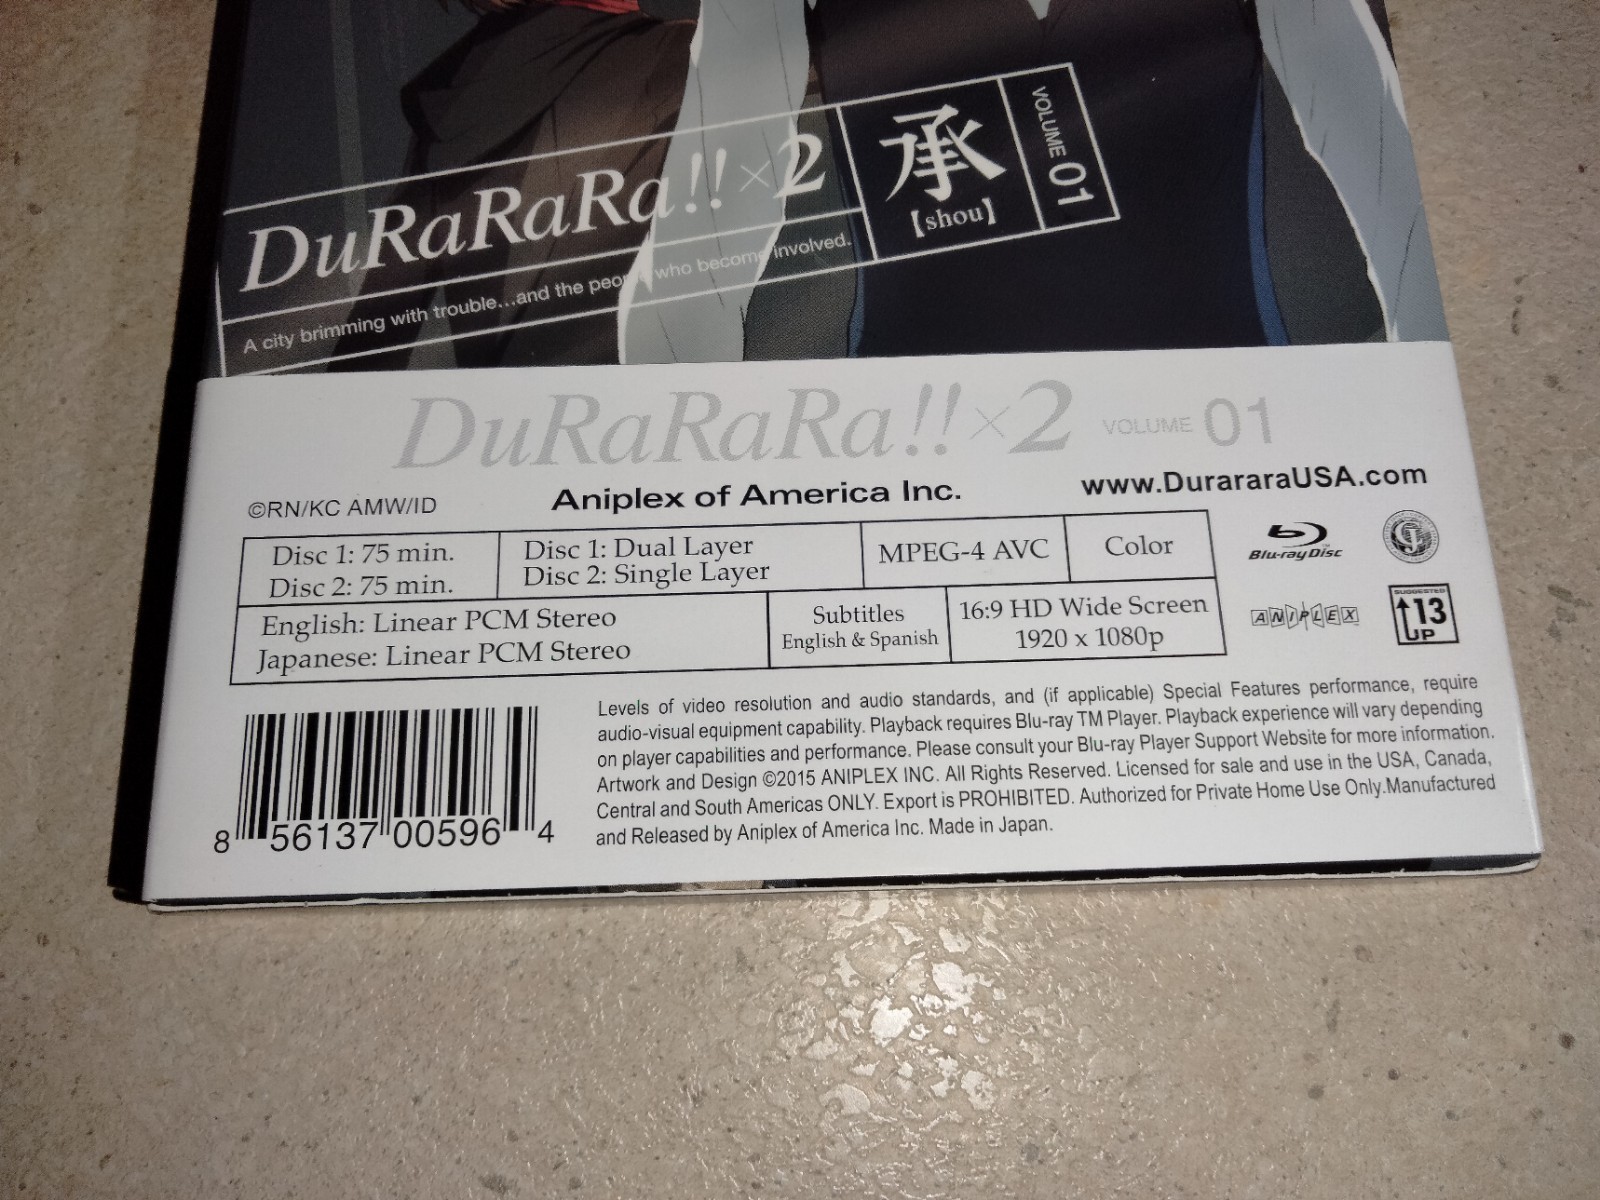 DuRaRaRa!!×2
承
【shou】
VOLUME 01
A city brimming with trouble...and the people who become involved.
DuRaRaRa!!×2 VOLUME 01
©RN/KC AMW/ID
Aniplex of America Inc.
www.DurararaUSA.com
Disc 1: 75 min.
Disc 2: 75 min.
Disc 1: Dual Layer
Disc 2: Single Layer
MPEG-4 AVC
Color
Blu-ray Disc
English: Linear PCM Stereo
Japanese: Linear PCM Stereo
Subtitles
English & Spanish
16:9 HD Wide Screen
1920 x 1080p
ANIPLEX
SUGGESTED
13
UP
Levels of video resolution and audio standards, and (if applicable) Special Features performance, require
audio-visual equipment capability. Playback requires Blu-ray TM Player. Playback experience will vary depending
on player capabilities and performance. Please consult your Blu-ray Player Support Website for more information.
Artwork and Design ©2015 ANIPLEX INC. All Rights Reserved. Licensed for sale and use in the USA, Canada,
Central and South Americas ONLY. Export is PROHIBITED. Authorized for Private Home Use Only.Manufactured
and Released by Aniplex of America Inc. Made in Japan.
8 56137 00596 4